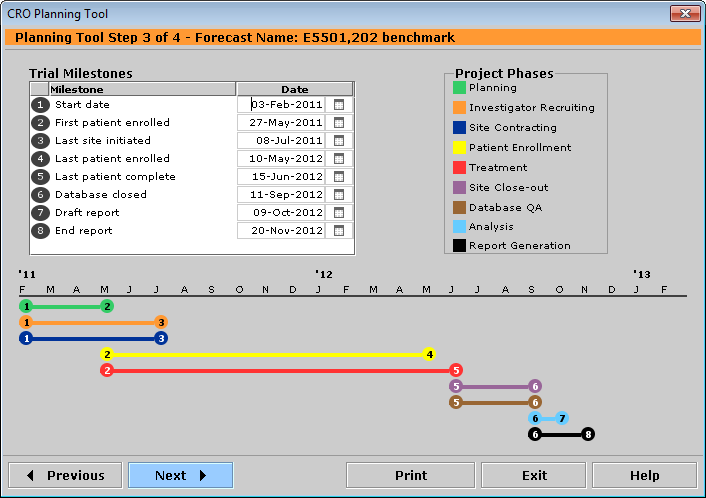 CRO Planning Tool
Planning Tool Step 3 of 4 - Forecast Name: E5501,202 benchmark
Trial Milestones
Milestone Date
1 Start date 03-Feb-2011
2 First patient enrolled 27-May-2011
3 Last site initiated 08-Jul-2011
4 Last patient enrolled 10-May-2012
5 Last patient complete 15-Jun-2012
6 Database closed 11-Sep-2012
7 Draft report 09-Oct-2012
8 End report 20-Nov-2012
Project Phases
Planning
Investigator Recruiting
Site Contracting
Patient Enrollment
Treatment
Site Close-out
Database QA
Analysis
Report Generation
'11 '12 '13
F M A M J J A S O N D J F M A M J J A S O N D J F
1 2
1 3
1 3
2 4
2 5
5 6
5 6
6 7
6 8
Previous Next Print Exit Help